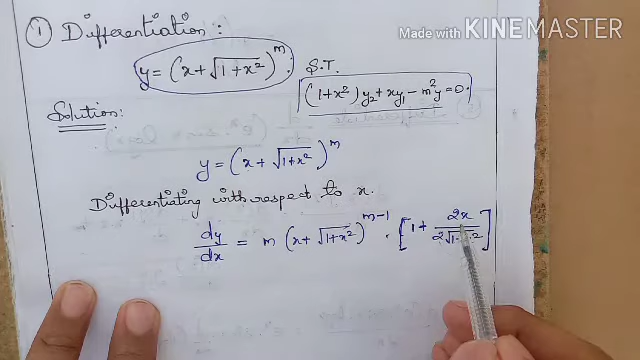 Made with KINEMASTER
① Differentiation:
y = (x + √1+x²)^m. S.T.
(1+x²) y₂ + xy₁ − m²y = 0.
Solution:
y = (x + √1+x²)^m
Differentiating with respect to x.
dy/dx = m (x + √1+x²)^(m−1) . [1 + 2x / 2√1 ²]